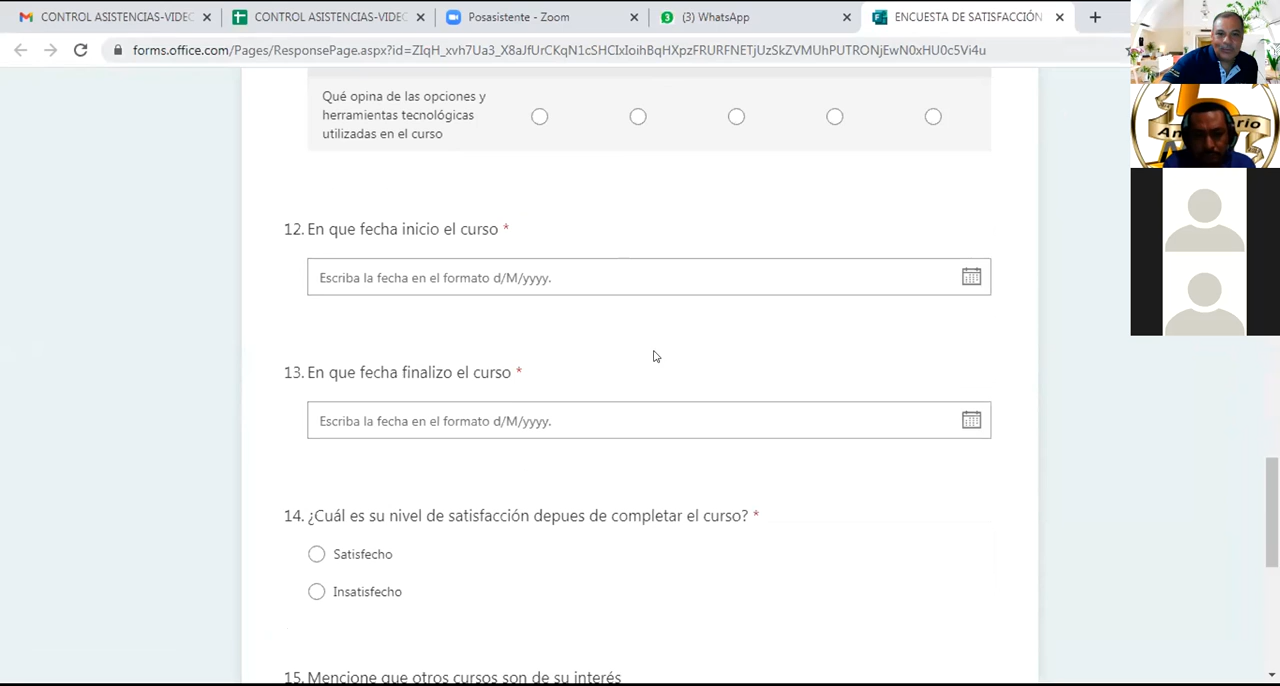 CONTROL ASISTENCIAS-VIDEC
CONTROL ASISTENCIAS-VIDEC
Posasistente - Zoom
(3) WhatsApp
ENCUESTA DE SATISFACCIÓN
forms.office.com/Pages/ResponsePage.aspx?id=ZIqH_xvh7Ua3_X8aJfUrCKqN1cSHCIxIoihBqHXpzFRURFNETjUzSkZVMUhPUTRONjEwN0xHU0c5Vi4u
Qué opina de las opciones y
herramientas tecnológicas
utilizadas en el curso
12. En que fecha inicio el curso *
Escriba la fecha en el formato d/M/yyyy.
13. En que fecha finalizo el curso *
Escriba la fecha en el formato d/M/yyyy.
14. ¿Cuál es su nivel de satisfacción depues de completar el curso? *
Satisfecho
Insatisfecho
15. Mencione que otros cursos son de su interés